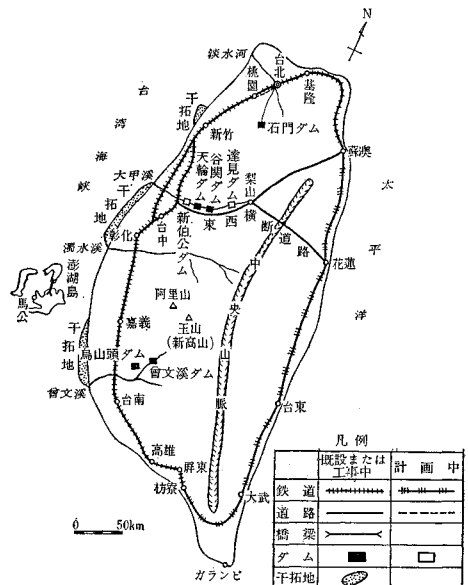 N
淡水河
台北
桃園
基隆
干拓地
石門ダム
新竹
台湾海峡
蘇澳
大甲溪
天輪ダム
谷関ダム
達見ダム
梨山
干拓地
東西横断道路
太平洋
台中
新伯公ダム
彰化
濁水溪
花蓮
澎湖島
馬公
阿里山
玉山
(新高山)
中央山脈
嘉義
干拓地
烏山頭ダム
曾文溪ダム
曾文溪
台南
台東
高雄
屏東
枋寮
大武
0 50km
ガランピ
凡例
既設または工事中 計画中
鉄道
道路
橋梁
ダム
干拓地